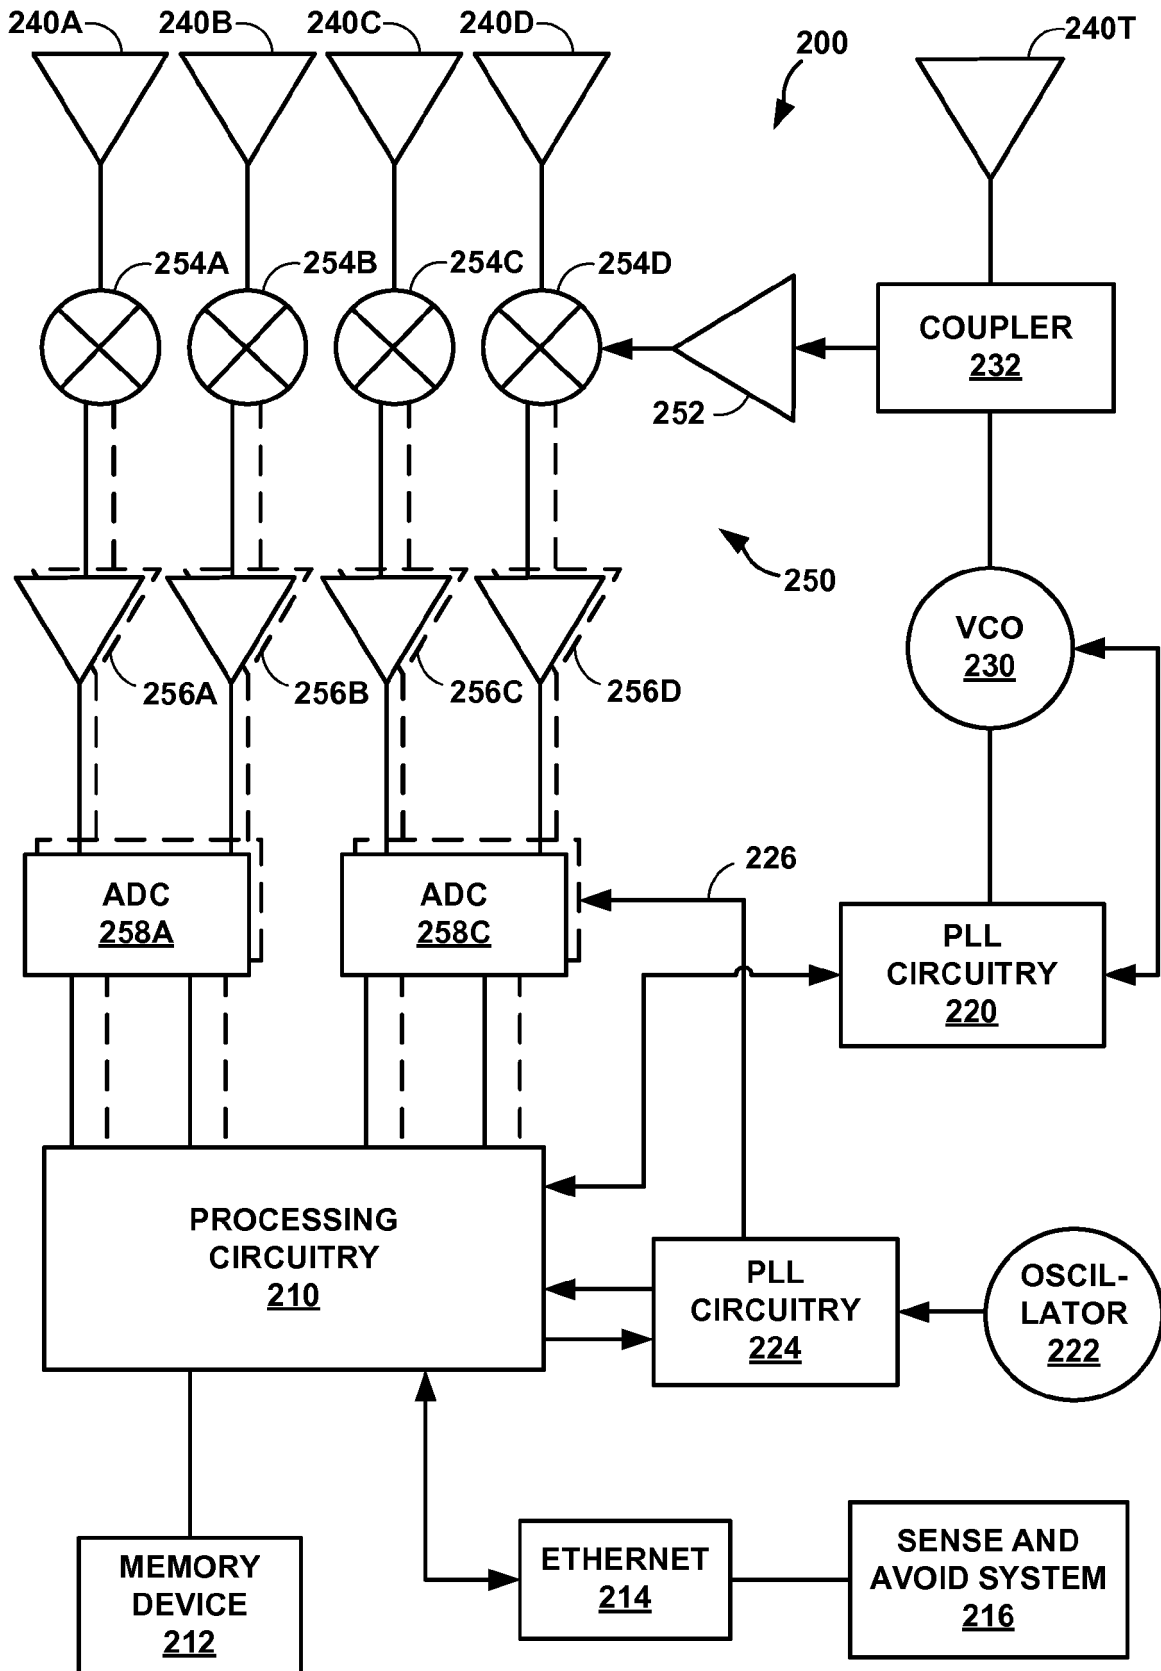 240A
240B
240C
240D
200
240T
254A
254B
254C
254D
COUPLER
232
252
250
VCO
230
256A
256B
256C
256D
226
ADC
258A
ADC
258C
PLL
CIRCUITRY
220
PROCESSING
CIRCUITRY
210
PLL
CIRCUITRY
224
OSCIL-
LATOR
222
MEMORY
DEVICE
212
ETHERNET
214
SENSE AND
AVOID SYSTEM
216